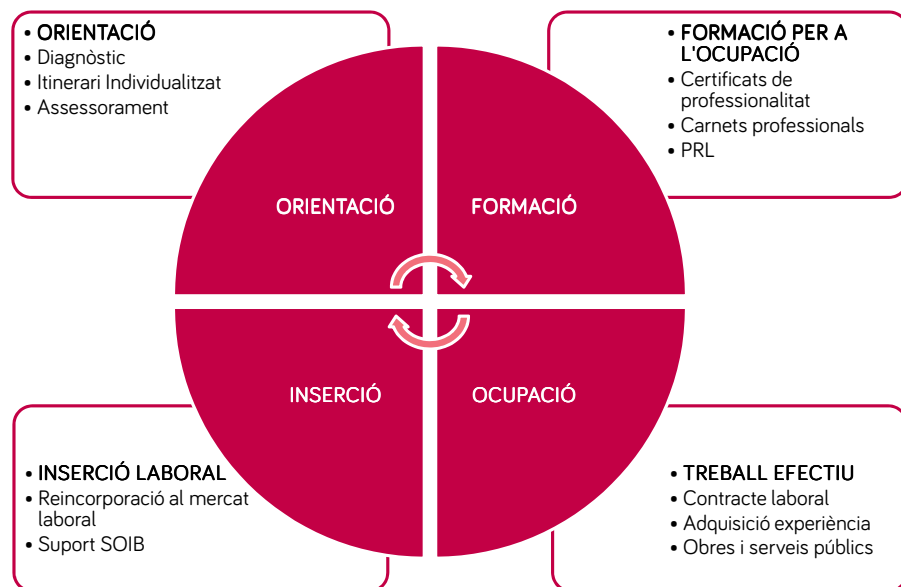 • ORIENTACIÓ
• Diagnòstic
• Itinerari Individualitzat
• Assessorament
• FORMACIÓ PER A
L'OCUPACIÓ
• Certificats de
professionalitat
• Carnets professionals
• PRL
ORIENTACIÓ
FORMACIÓ
INSERCIÓ
OCUPACIÓ
• INSERCIÓ LABORAL
• Reincorporació al mercat
laboral
• Suport SOIB
• TREBALL EFECTIU
• Contracte laboral
• Adquisició experiència
• Obres i serveis públics